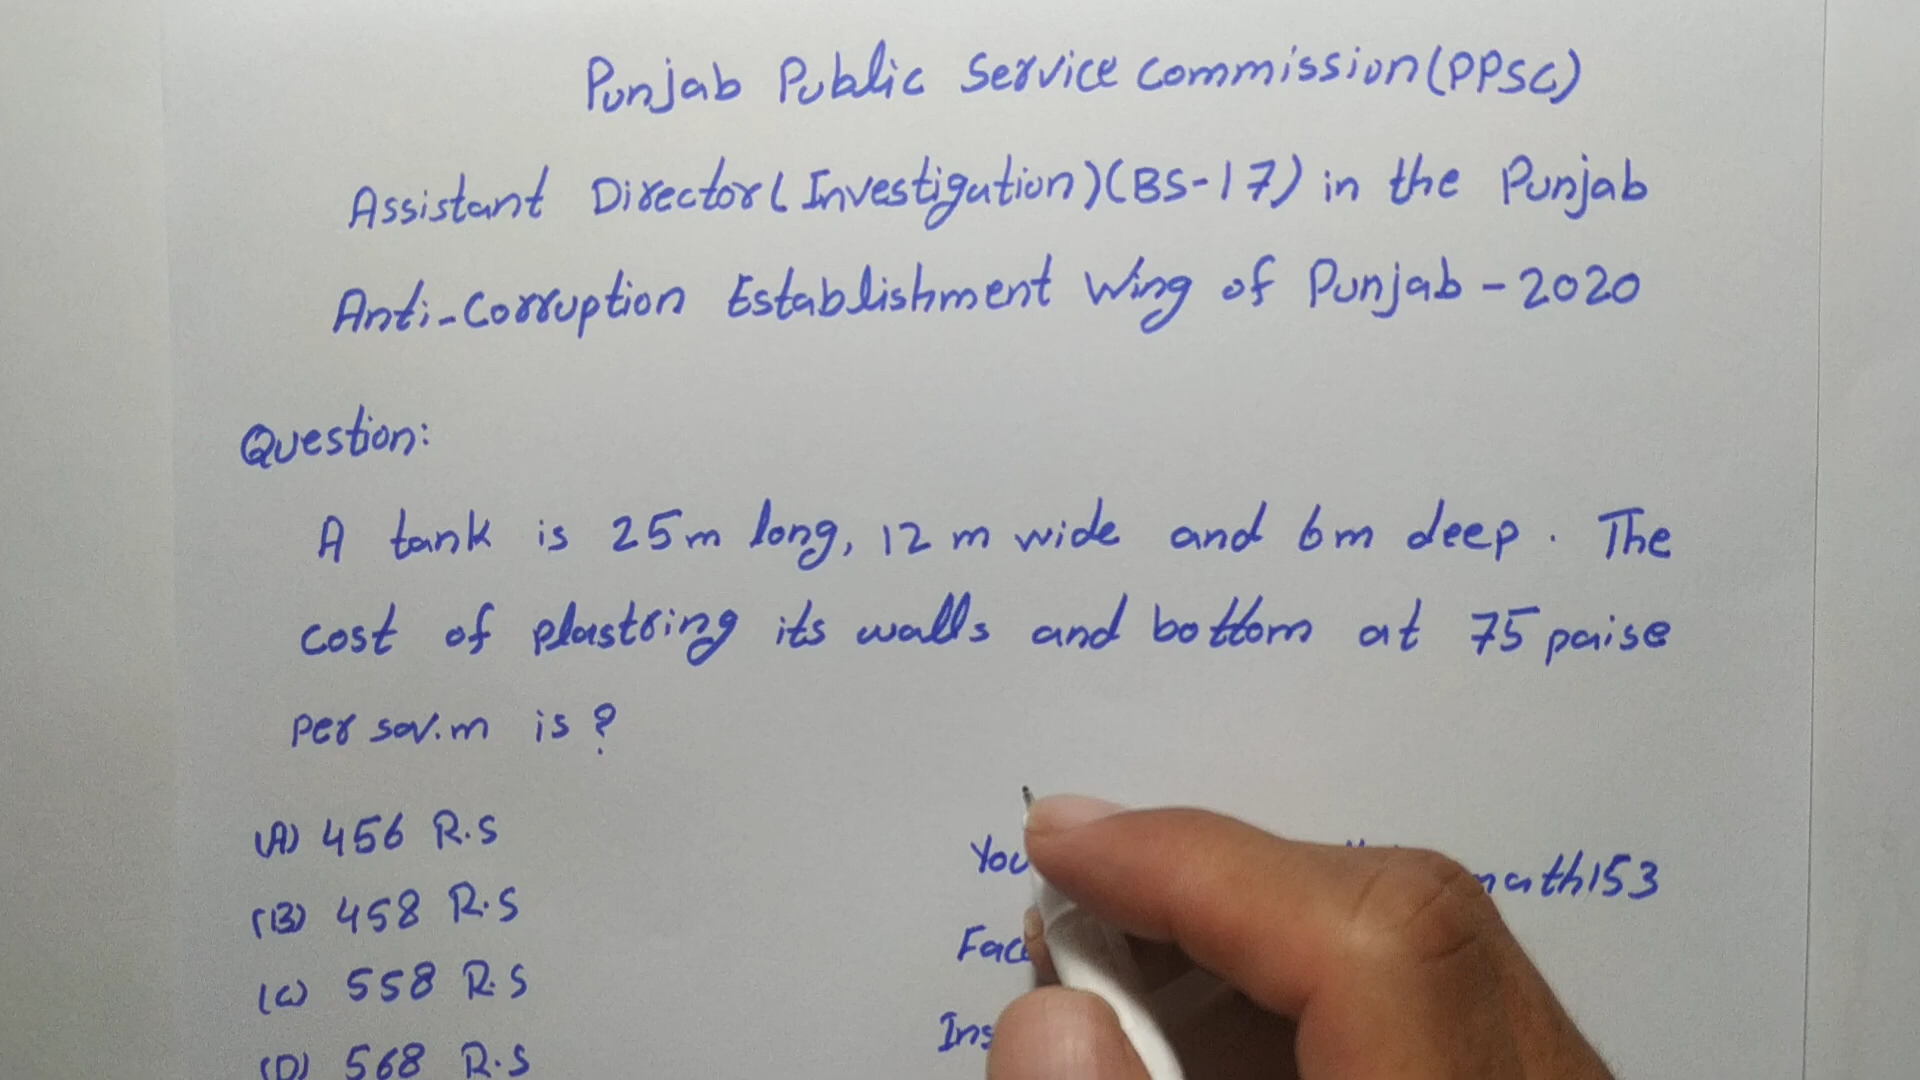 Punjab Public Service Commission (PPSC)
Assistant Director (Investigation) (BS-17) in the Punjab
Anti-Corruption Establishment Wing of Punjab - 2020
Question:
A tank is 25m long, 12 m wide and 6m deep. The
cost of plastring its walls and bottom at 75 paise
per sq.m is ?
(A) 456 R.S
(B) 458 R.S
(C) 558 R.S
(D) 568 R.S